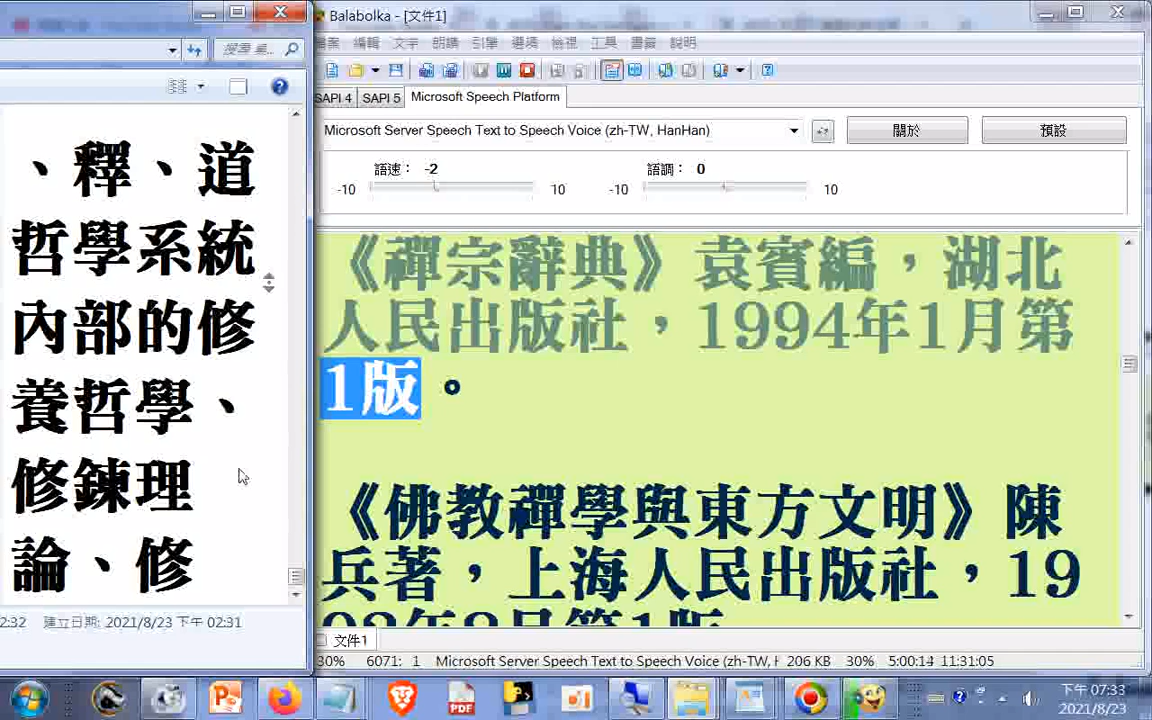 Balabolka - [文件1]
檔案 編輯 文字 朗讀 引擎 選項 檢視 工具 書籤 說明
SAPI 4 SAPI 5 Microsoft Speech Platform
Microsoft Server Speech Text to Speech Voice (zh-TW, HanHan)
關於 預設
語速： -2
語調： 0
-10 10 -10 10
、釋、道
哲學系統
內部的修
養哲學、
修鍊理
論、修
2:32 建立日期: 2021/8/23 下午 02:31
《禪宗辭典》袁賓編，湖北
人民出版社，1994年1月第
1版。
《佛教禪學與東方文明》陳
兵著，上海人民出版社，19
文件1
30% 6071: 1 Microsoft Server Speech Text to Speech Voice (zh-TW, H 206 KB 30% 5:00:14 11:31:05
PDF
下午 07:33
2021/8/23